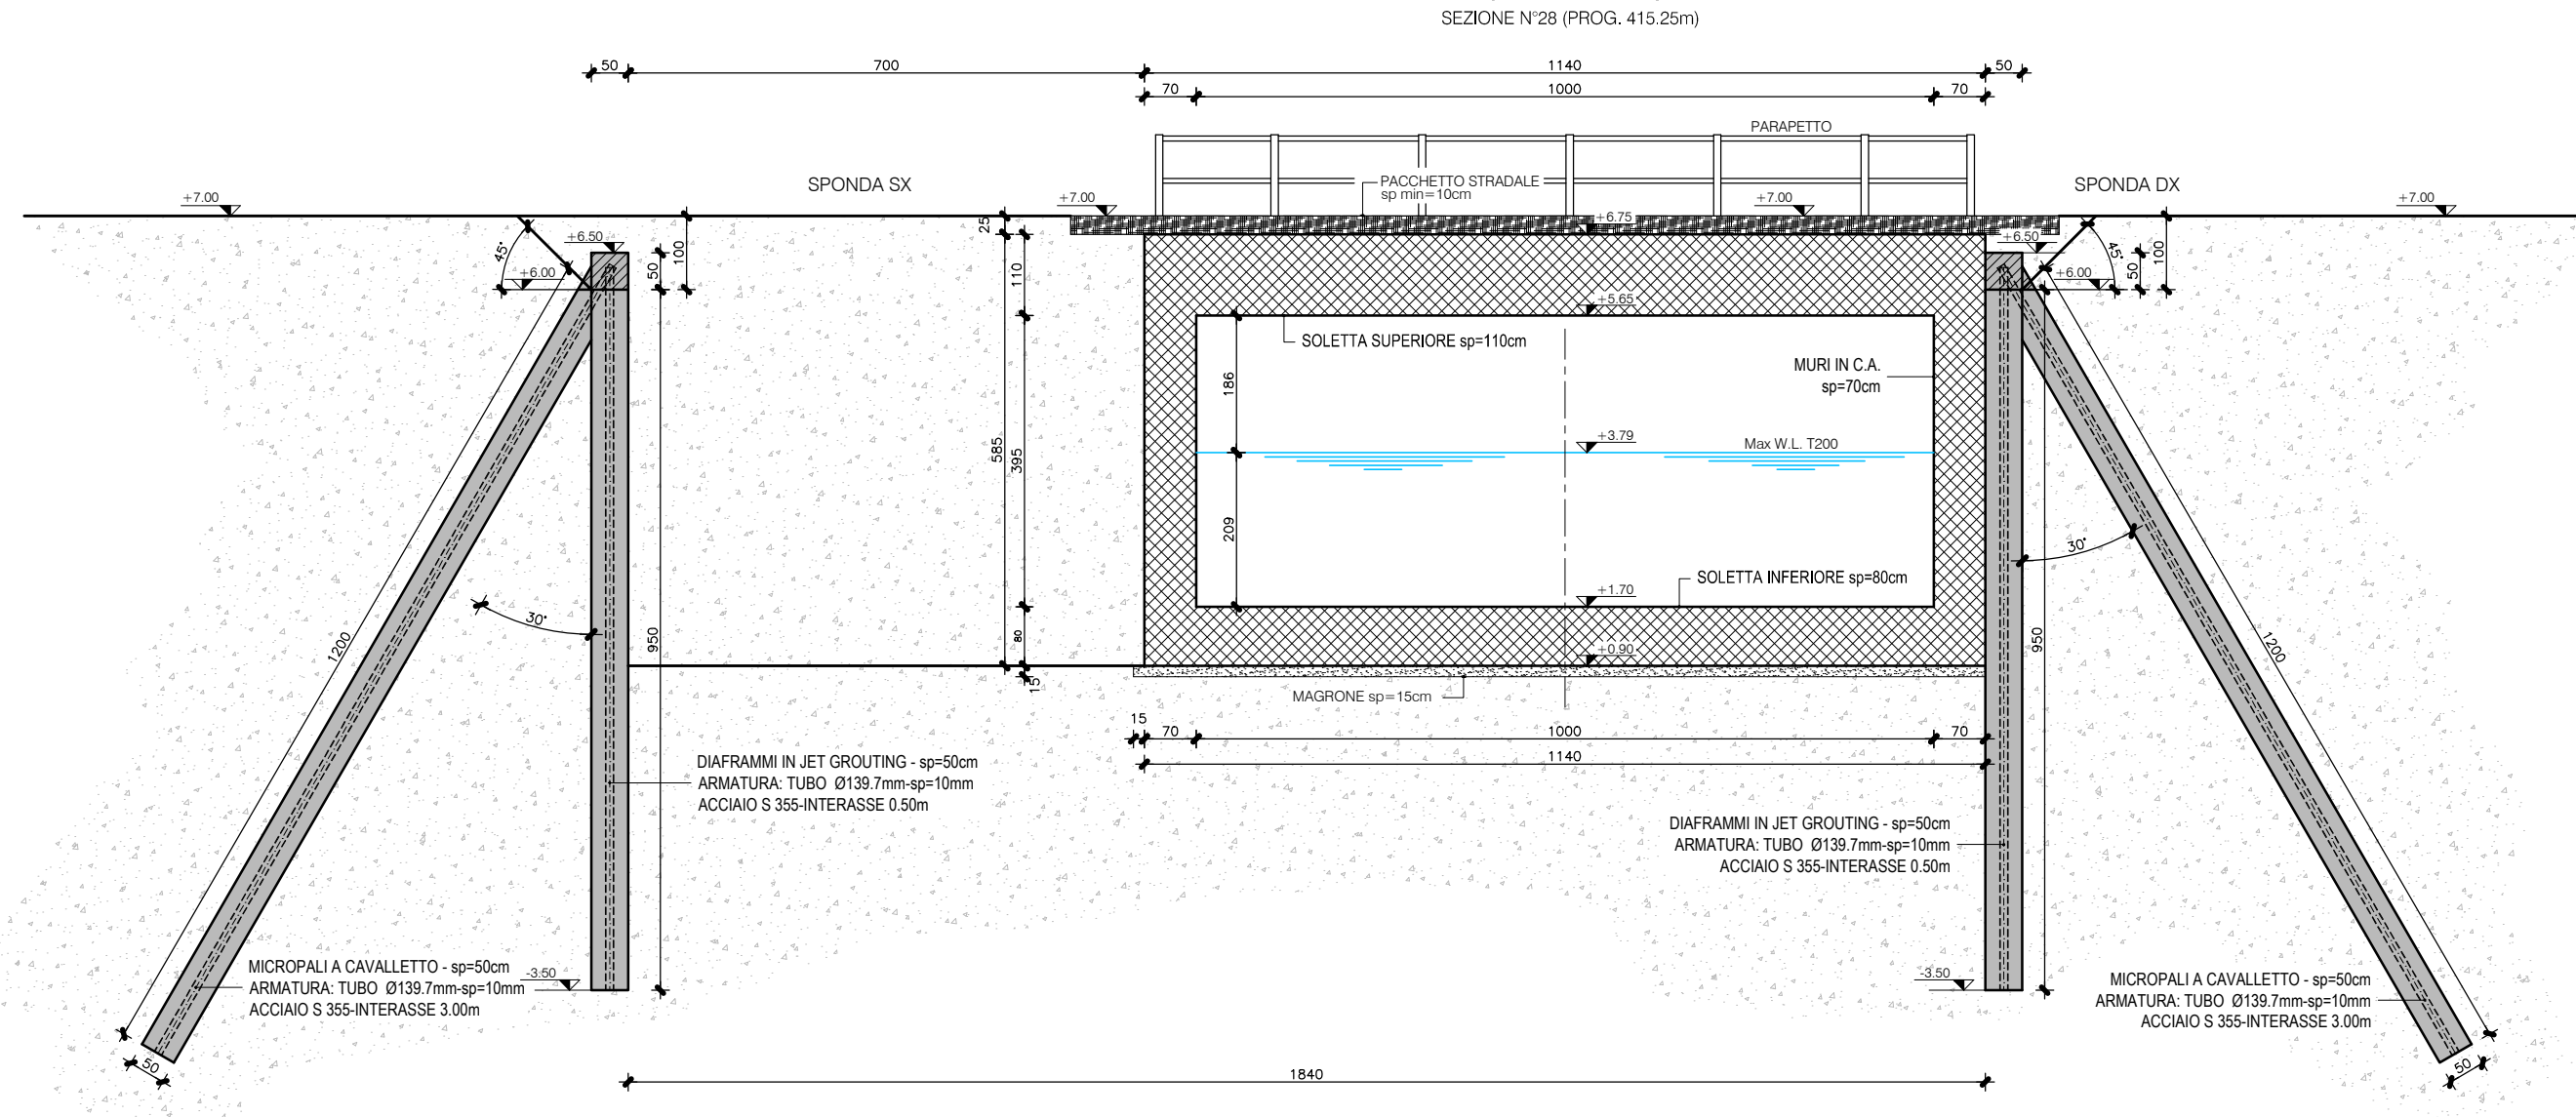 SEZIONE N°28 (PROG. 415.25m)
50
700
1140
50
70
1000
70
PARAPETTO
SPONDA SX
PACCHETTO STRADALE
sp min=10cm
SPONDA DX
+7.00
+7.00
+7.00
+7.00
+6.75
25
+6.50
+6.50
45°
100
50
+6.00
110
45°
100
50
+6.00
+5.65
SOLETTA SUPERIORE sp=110cm
MURI IN C.A.
sp=70cm
186
+3.79
Max W.L. T200
585
395
209
30°
SOLETTA INFERIORE sp=80cm
+1.70
30°
1200
950
80
+0.90
950
1200
15
MAGRONE sp=15cm
15
70
1000
70
1140
DIAFRAMMI IN JET GROUTING - sp=50cm
ARMATURA: TUBO Ø139.7mm-sp=10mm
ACCIAIO S 355-INTERASSE 0.50m
DIAFRAMMI IN JET GROUTING - sp=50cm
ARMATURA: TUBO Ø139.7mm-sp=10mm
ACCIAIO S 355-INTERASSE 0.50m
MICROPALI A CAVALLETTO - sp=50cm
ARMATURA: TUBO Ø139.7mm-sp=10mm
ACCIAIO S 355-INTERASSE 3.00m
-3.50
-3.50
MICROPALI A CAVALLETTO - sp=50cm
ARMATURA: TUBO Ø139.7mm-sp=10mm
ACCIAIO S 355-INTERASSE 3.00m
50
1840
50